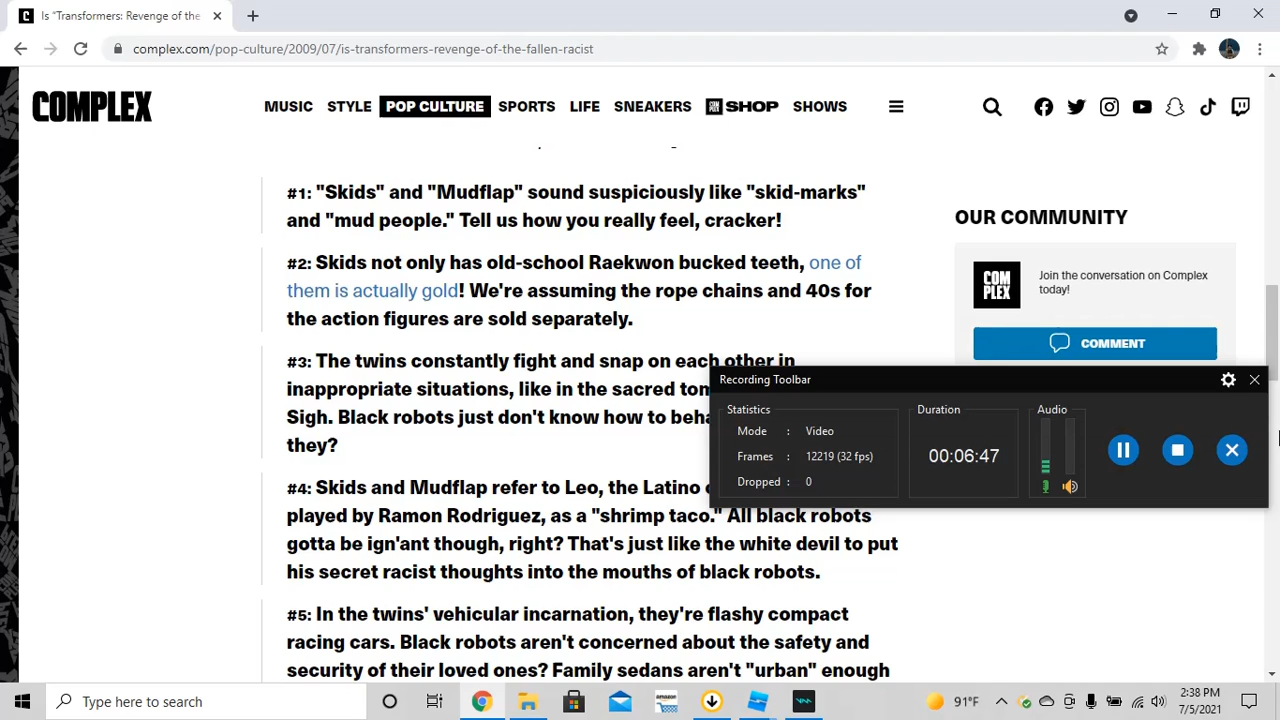 Is “Transformers: Revenge of the
complex.com/pop-culture/2009/07/is-transformers-revenge-of-the-fallen-racist
COMPLEX
MUSIC STYLE POP CULTURE SPORTS LIFE SNEAKERS COMPLEX SHOP SHOWS
#1: "Skids" and "Mudflap" sound suspiciously like "skid-marks"
and "mud people." Tell us how you really feel, cracker!
#2: Skids not only has old-school Raekwon bucked teeth, one of
them is actually gold! We're assuming the rope chains and 40s for
the action figures are sold separately.
#3: The twins constantly fight and snap on each other in
inappropriate situations, like in the sacred tom
Sigh. Black robots just don't know how to beha
they?
#4: Skids and Mudflap refer to Leo, the Latino
played by Ramon Rodriguez, as a "shrimp taco." All black robots
gotta be ign'ant though, right? That's just like the white devil to put
his secret racist thoughts into the mouths of black robots.
#5: In the twins' vehicular incarnation, they're flashy compact
racing cars. Black robots aren't concerned about the safety and
security of their loved ones? Family sedans aren't "urban" enough
OUR COMMUNITY
COM
PLEX
Join the conversation on Complex
today!
COMMENT
Recording Toolbar
Statistics
Mode : Video
Frames : 12219 (32 fps)
Dropped : 0
Duration
00:06:47
Audio
Type here to search
amazon
91°F
2:38 PM
7/5/2021